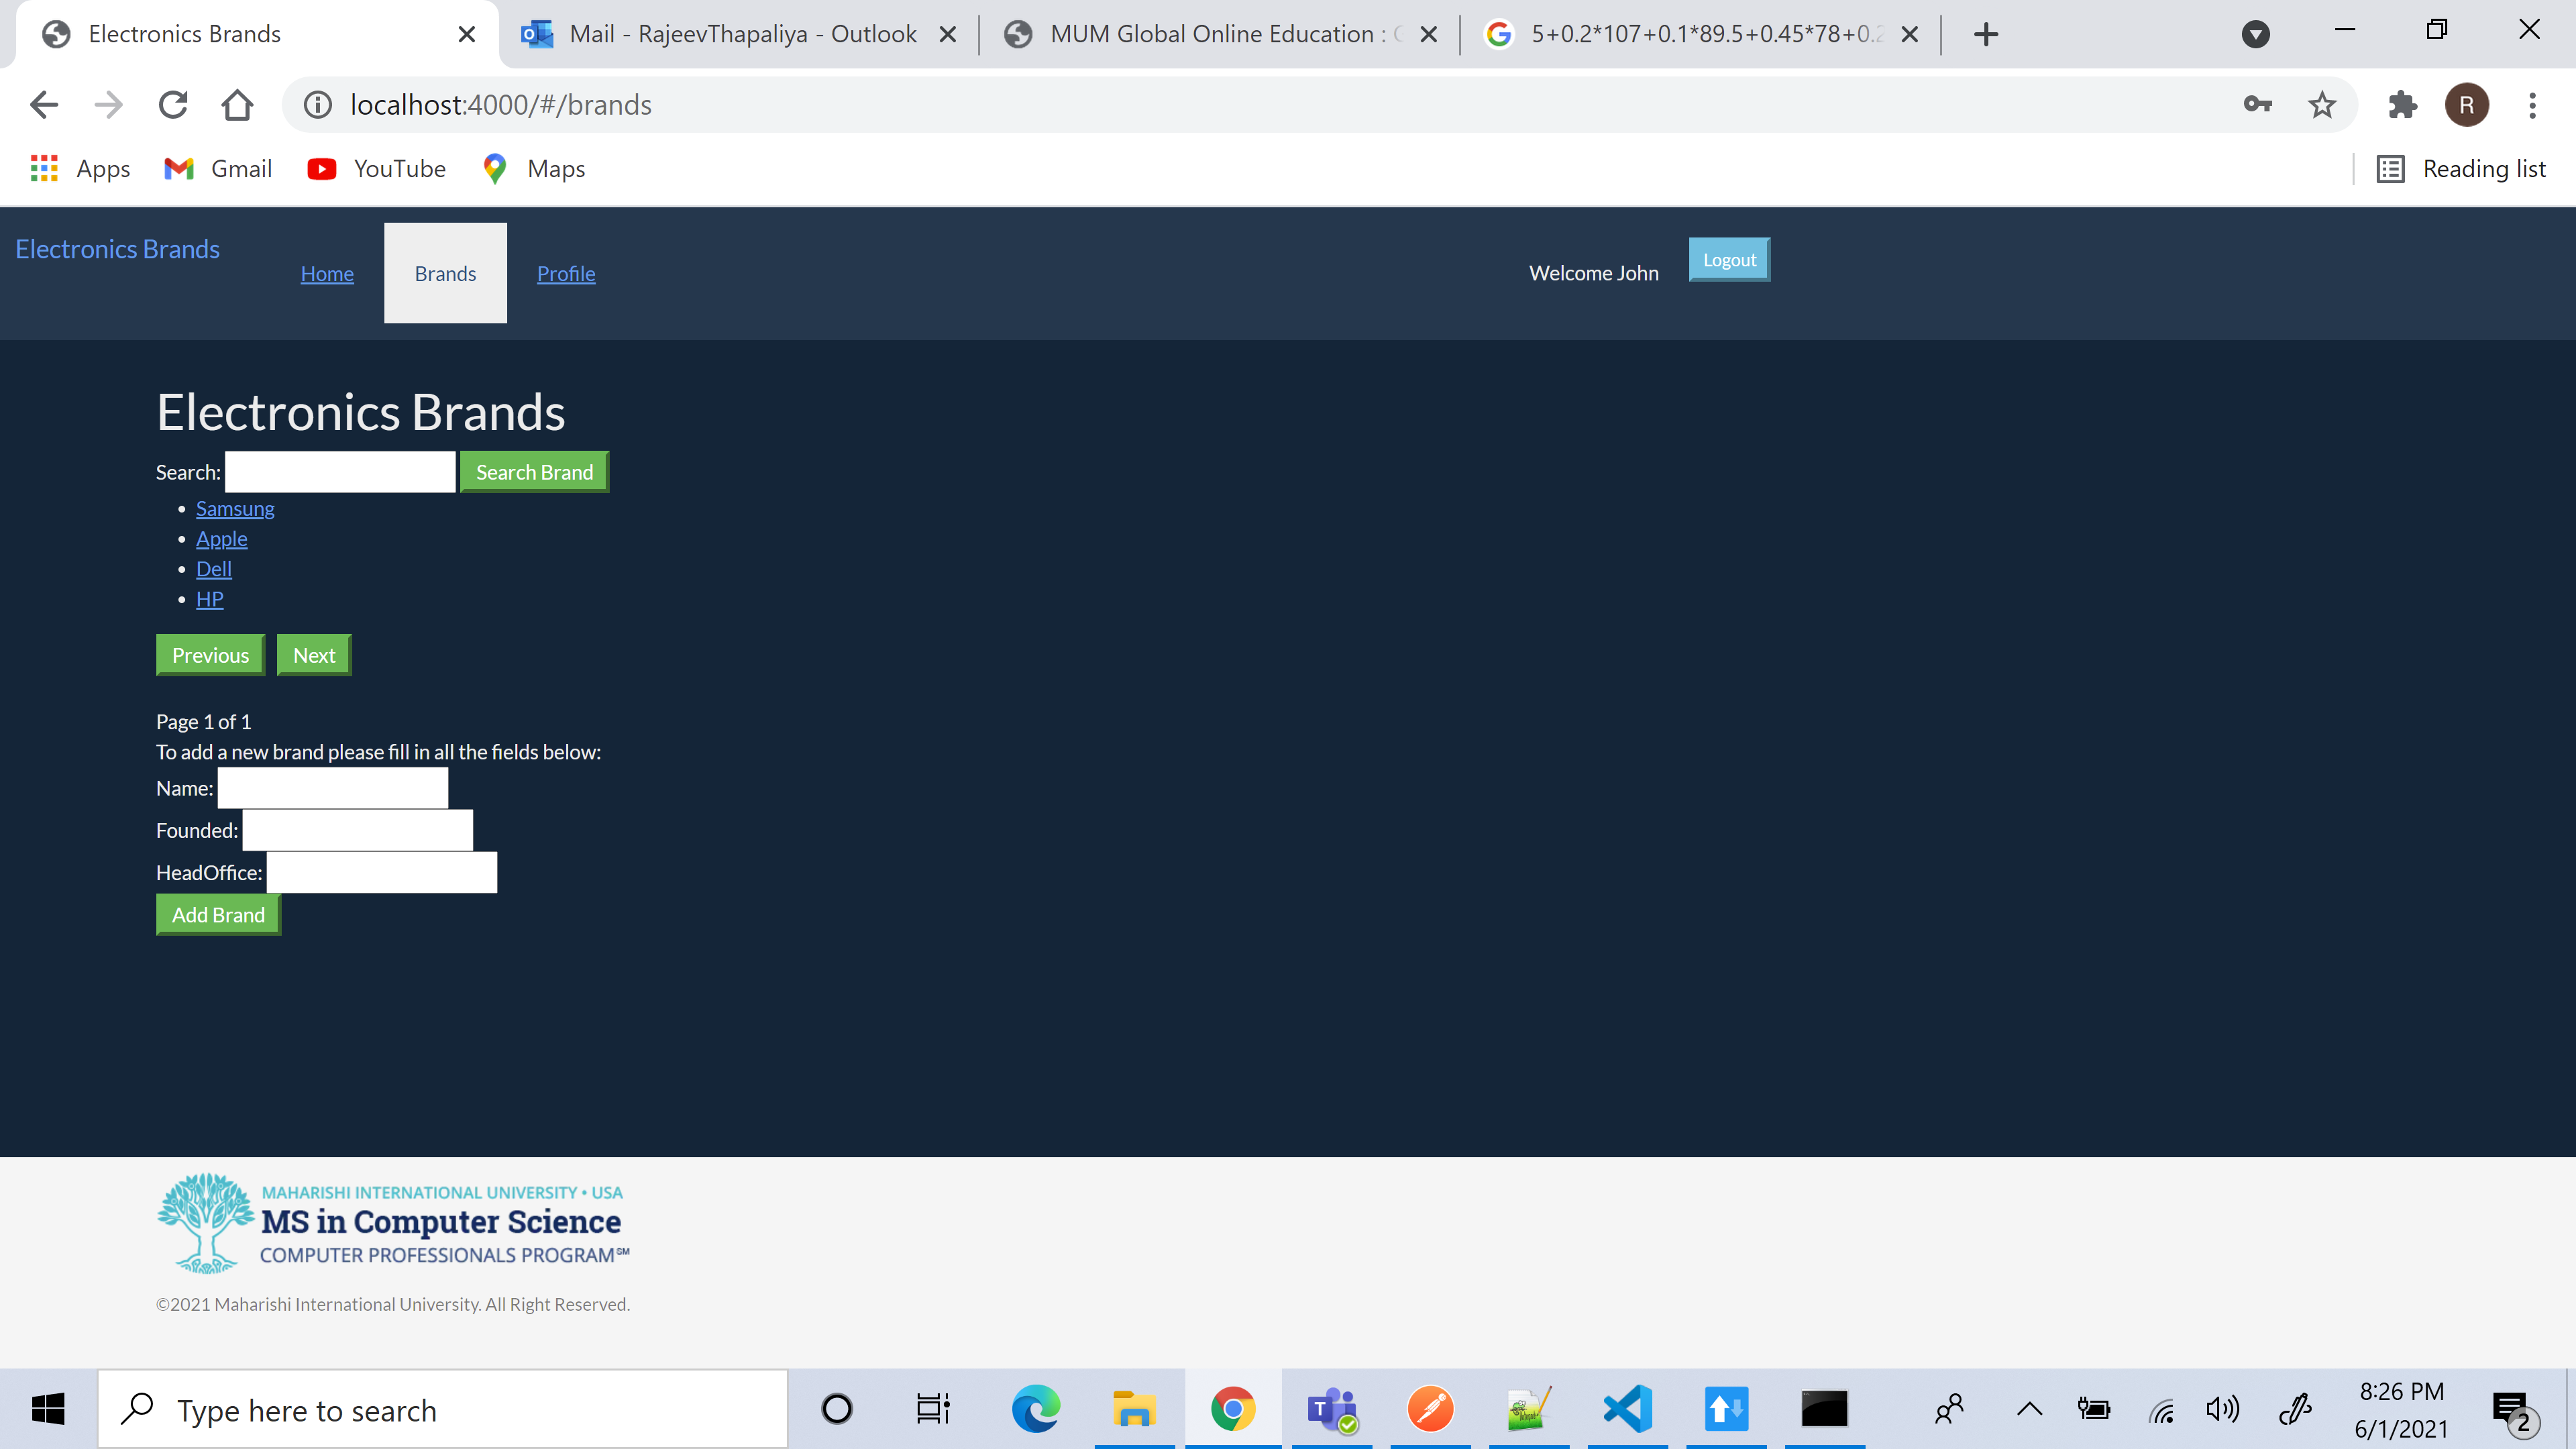 Electronics Brands
Mail - RajeevThapaliya - Outlook
MUM Global Online Education :
5+0.2*107+0.1*89.5+0.45*78+0.2
localhost:4000/#/brands
R
Apps
Gmail
YouTube
Maps
Reading list
Electronics Brands
Home
Brands
Profile
Welcome John
Logout
Electronics Brands
Search:
Search Brand
Samsung
Apple
Dell
HP
Previous
Next
Page 1 of 1
To add a new brand please fill in all the fields below:
Name:
Founded:
HeadOffice:
Add Brand
MAHARISHI INTERNATIONAL UNIVERSITY • USA
MS in Computer Science
COMPUTER PROFESSIONALS PROGRAM℠
©2021 Maharishi International University. All Right Reserved.
Type here to search
8:26 PM
6/1/2021
2